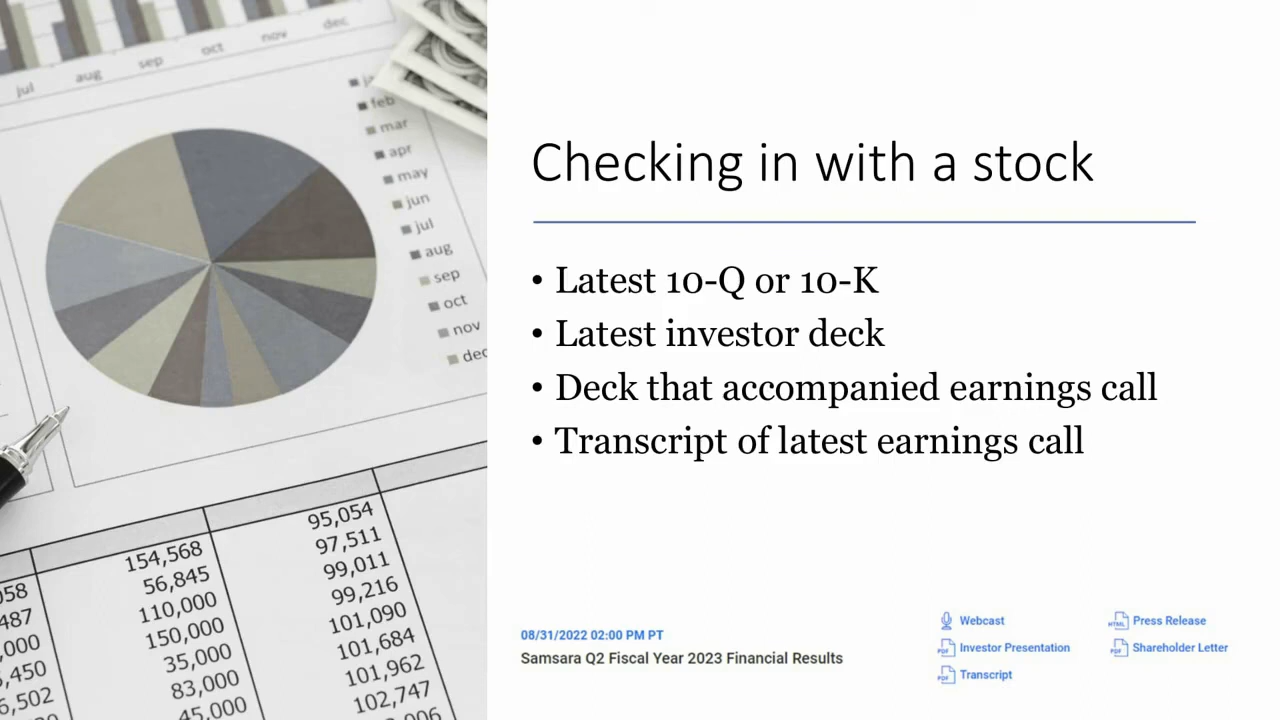 dec
nov
oct
sep
aug
jul
feb
mar
apr
may
jun
jul
aug
sep
oct
nov
Checking in with a stock
• Latest 10-Q or 10-K
• Latest investor deck
• Deck that accompanied earnings call
• Transcript of latest earnings call
154,568
56,845
110,000
150,000
35,000
83,000
45,000
95,054
97,511
99,011
99,216
101,090
101,684
101,962
102,747
08/31/2022 02:00 PM PT
Samsara Q2 Fiscal Year 2023 Financial Results
Webcast
Investor Presentation
Transcript
Press Release
Shareholder Letter